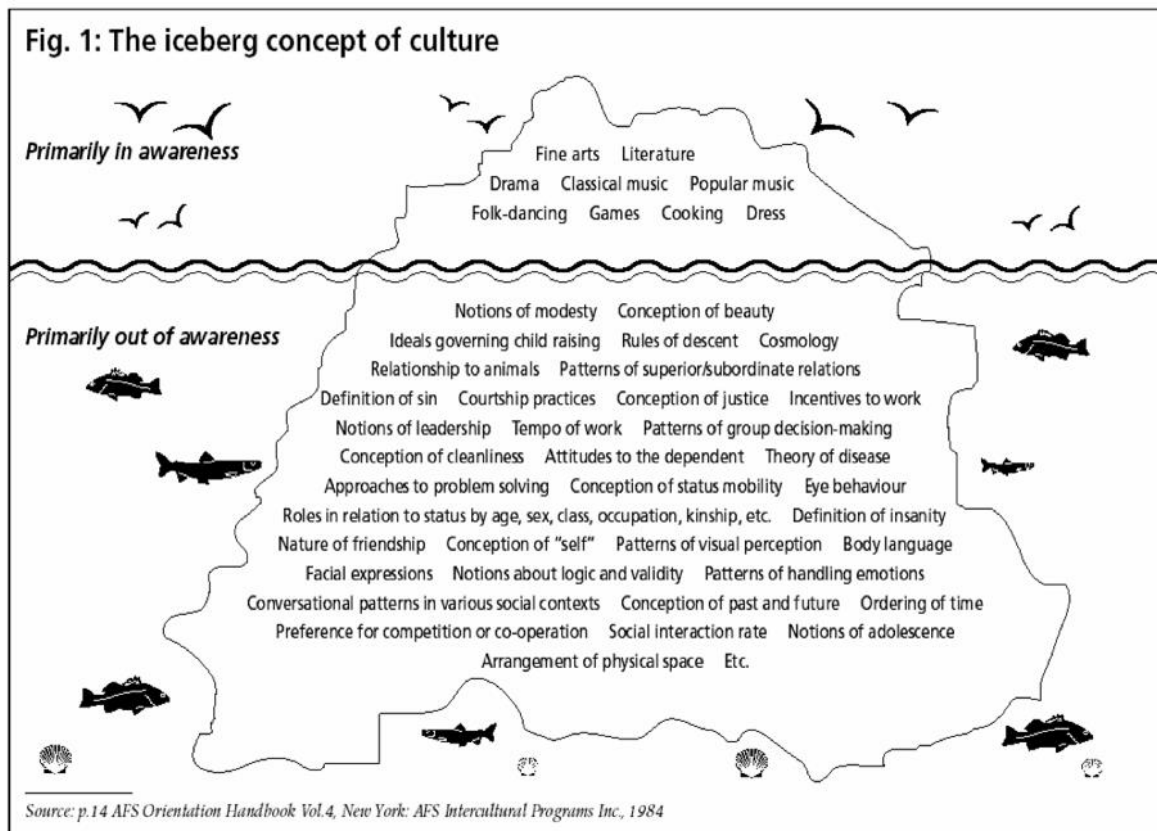 Fig. 1: The iceberg concept of culture
Primarily in awareness
Fine arts Literature
Drama Classical music Popular music
Folk-dancing Games Cooking Dress
Primarily out of awareness
Notions of modesty Conception of beauty
Ideals governing child raising Rules of descent Cosmology
Relationship to animals Patterns of superior/subordinate relations
Definition of sin Courtship practices Conception of justice Incentives to work
Notions of leadership Tempo of work Patterns of group decision-making
Conception of cleanliness Attitudes to the dependent Theory of disease
Approaches to problem solving Conception of status mobility Eye behaviour
Roles in relation to status by age, sex, class, occupation, kinship, etc. Definition of insanity
Nature of friendship Conception of “self” Patterns of visual perception Body language
Facial expressions Notions about logic and validity Patterns of handling emotions
Conversational patterns in various social contexts Conception of past and future Ordering of time
Preference for competition or co-operation Social interaction rate Notions of adolescence
Arrangement of physical space Etc.
Source: p.14 AFS Orientation Handbook Vol.4, New York: AFS Intercultural Programs Inc., 1984